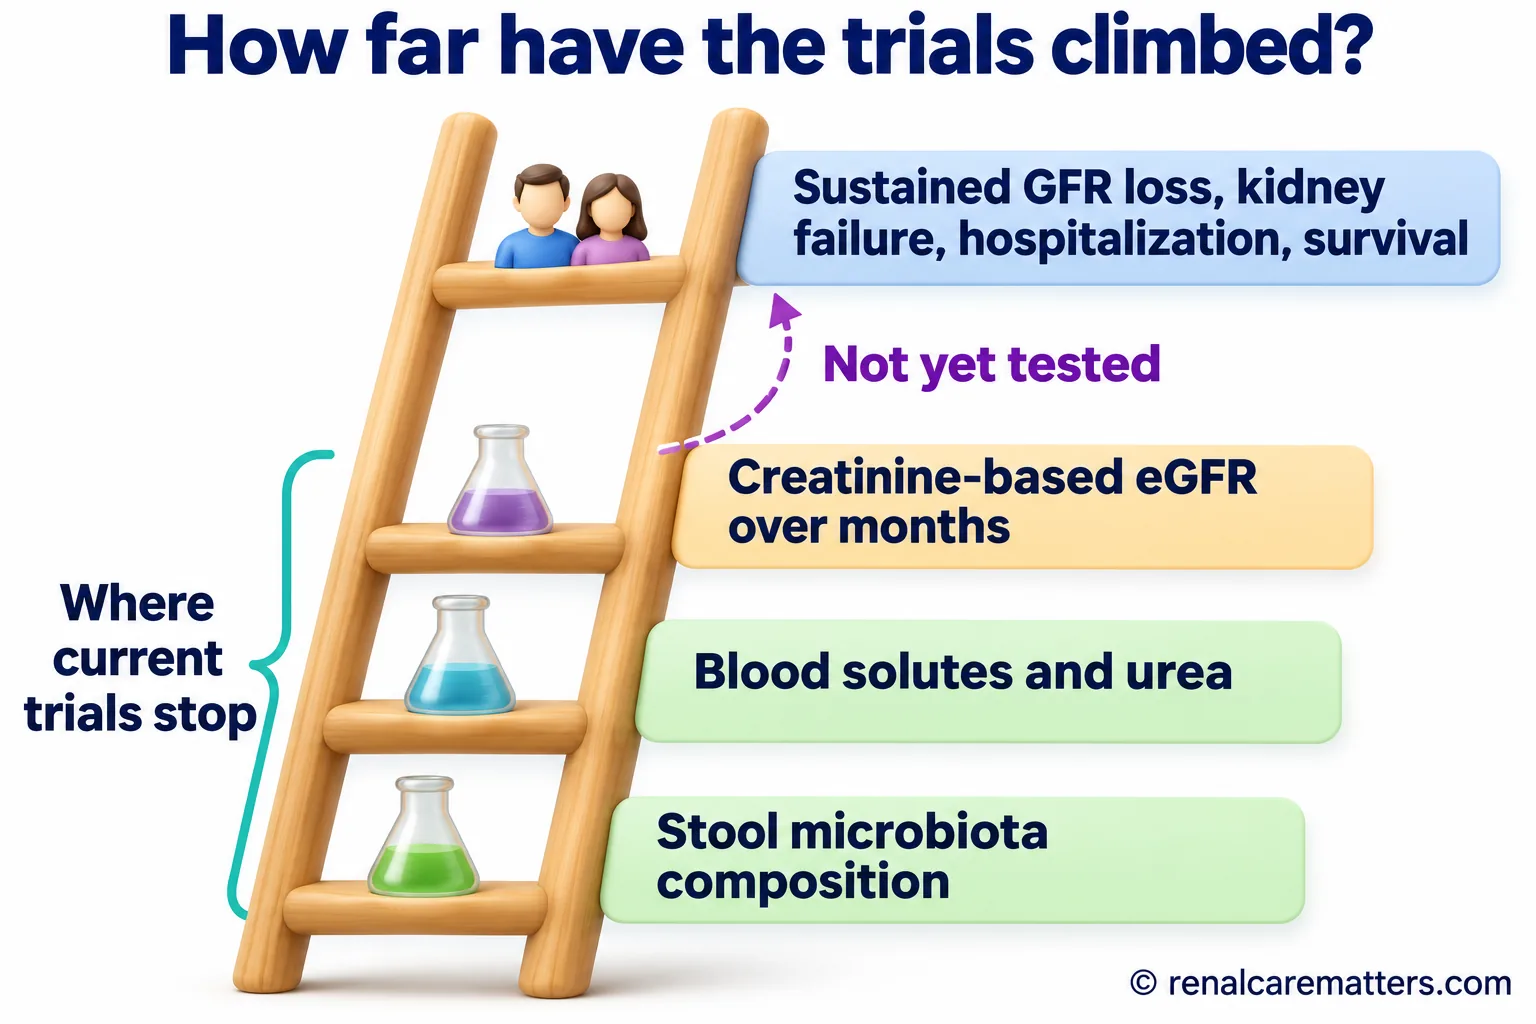 How far have the trials climbed?
Sustained GFR loss, kidney
failure, hospitalization, survival
Not yet tested
Creatinine-based eGFR
over months
Where
current
trials stop
Blood solutes and urea
Stool microbiota
composition
© renalcarematters.com